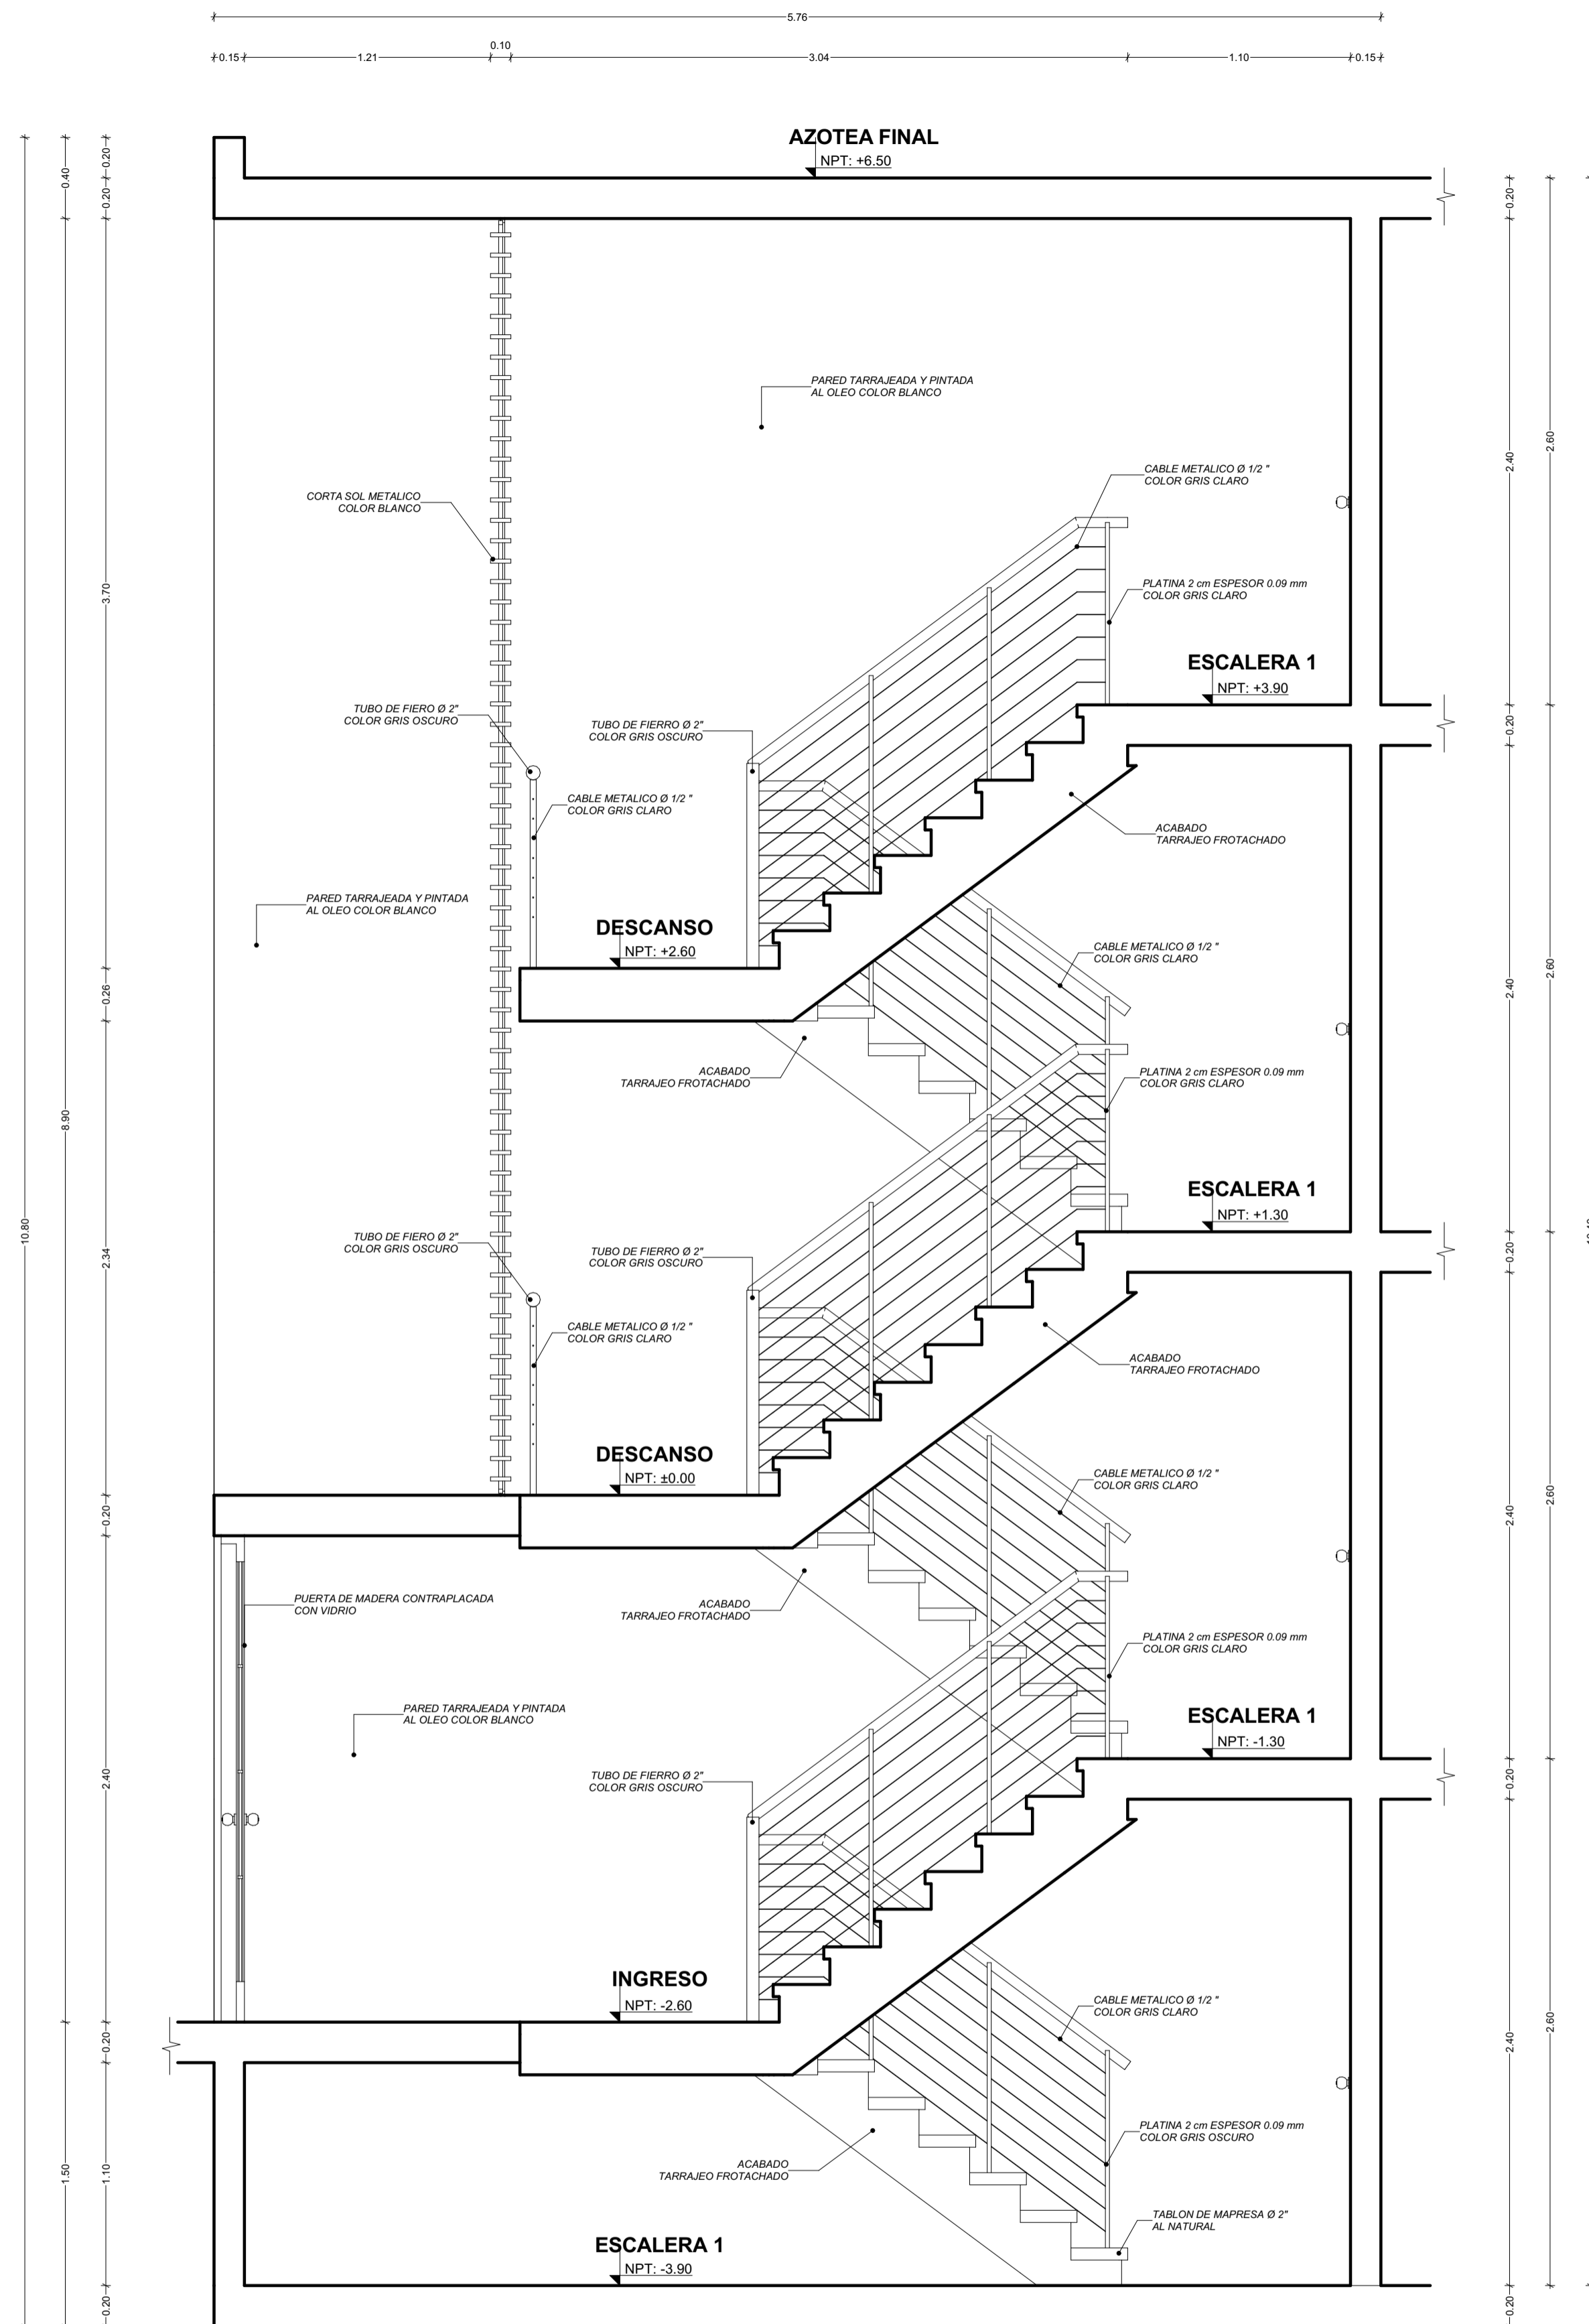 5.76
0.15
1.21
0.10
3.04
1.10
0.15
AZOTEA FINAL
NPT: +6.50
0.20
0.40
0.20
0.20
PARED TARRAJEADA Y PINTADA
AL OLEO COLOR BLANCO
2.60
2.40
CABLE METALICO Ø 1/2 "
COLOR GRIS CLARO
CORTA SOL METALICO
COLOR BLANCO
3.70
PLATINA 2 cm ESPESOR 0.09 mm
COLOR GRIS CLARO
ESCALERA 1
NPT: +3.90
TUBO DE FIERO Ø 2"
COLOR GRIS OSCURO
TUBO DE FIERRO Ø 2"
COLOR GRIS OSCURO
0.20
CABLE METALICO Ø 1/2 "
COLOR GRIS CLARO
ACABADO
TARRAJEO FROTACHADO
PARED TARRAJEADA Y PINTADA
AL OLEO COLOR BLANCO
DESCANSO
NPT: +2.60
CABLE METALICO Ø 1/2 "
COLOR GRIS CLARO
0.26
2.40
2.60
ACABADO
TARRAJEO FROTACHADO
PLATINA 2 cm ESPESOR 0.09 mm
COLOR GRIS CLARO
8.90
ESCALERA 1
NPT: +1.30
10.80
2.34
TUBO DE FIERO Ø 2"
COLOR GRIS OSCURO
TUBO DE FIERRO Ø 2"
COLOR GRIS OSCURO
0.20
CABLE METALICO Ø 1/2 "
COLOR GRIS CLARO
ACABADO
TARRAJEO FROTACHADO
DESCANSO
NPT: ±0.00
CABLE METALICO Ø 1/2 "
COLOR GRIS CLARO
0.20
2.40
2.60
PUERTA DE MADERA CONTRAPLACADA
CON VIDRIO
ACABADO
TARRAJEO FROTACHADO
PLATINA 2 cm ESPESOR 0.09 mm
COLOR GRIS CLARO
PARED TARRAJEADA Y PINTADA
AL OLEO COLOR BLANCO
ESCALERA 1
NPT: -1.30
2.40
TUBO DE FIERRO Ø 2"
COLOR GRIS OSCURO
0.20
INGRESO
NPT: -2.60
CABLE METALICO Ø 1/2 "
COLOR GRIS CLARO
0.20
2.40
2.60
PLATINA 2 cm ESPESOR 0.09 mm
COLOR GRIS OSCURO
1.50
1.10
ACABADO
TARRAJEO FROTACHADO
TABLON DE MAPRESA Ø 2"
AL NATURAL
ESCALERA 1
NPT: -3.90
0.20
0.20